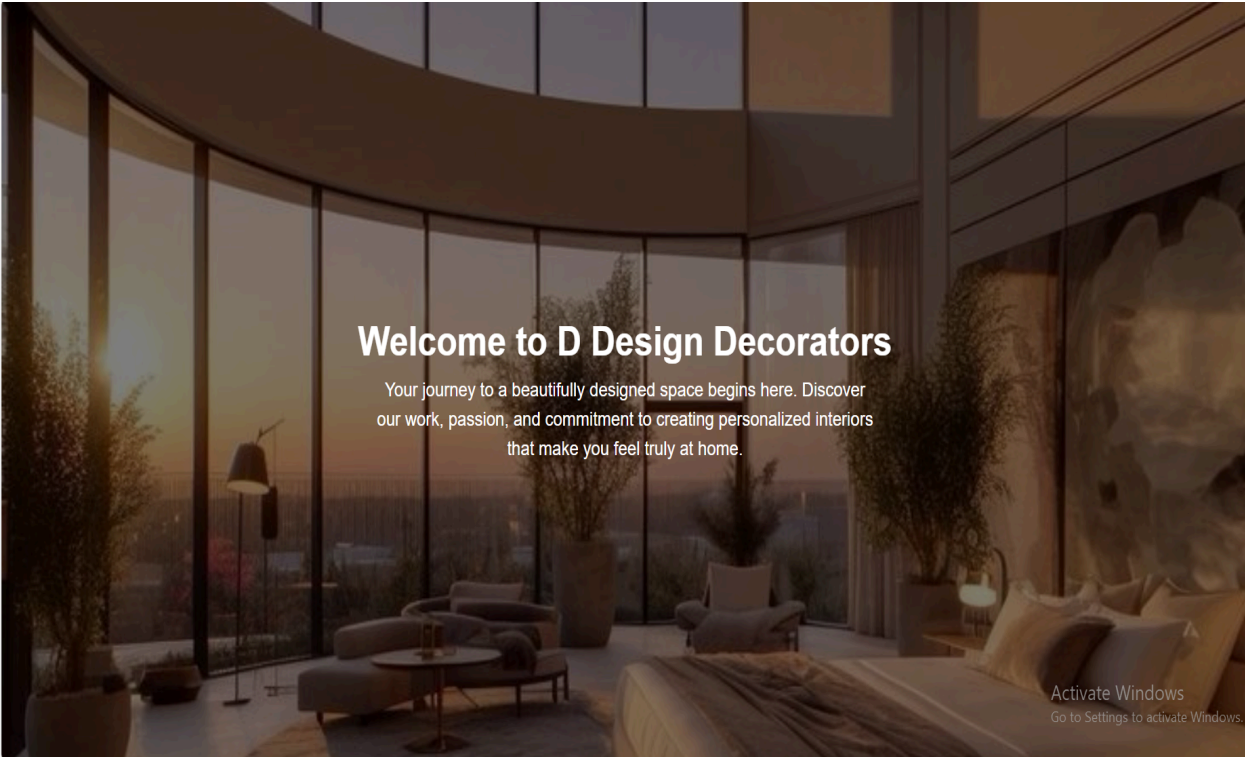 Welcome to D Design Decorators
Your journey to a beautifully designed space begins here. Discover
our work, passion, and commitment to creating personalized interiors
that make you feel truly at home.
Activate Windows
Go to Settings to activate Windows.